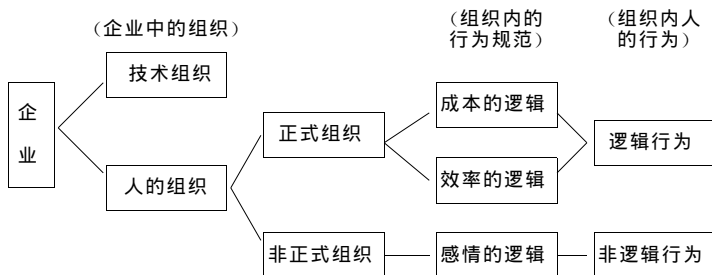 （企业中的组织）
（组织内的
行为规范）
（组织内人
的行为）
企
业
技术组织
人的组织
正式组织
非正式组织
成本的逻辑
效率的逻辑
感情的逻辑
逻辑行为
非逻辑行为